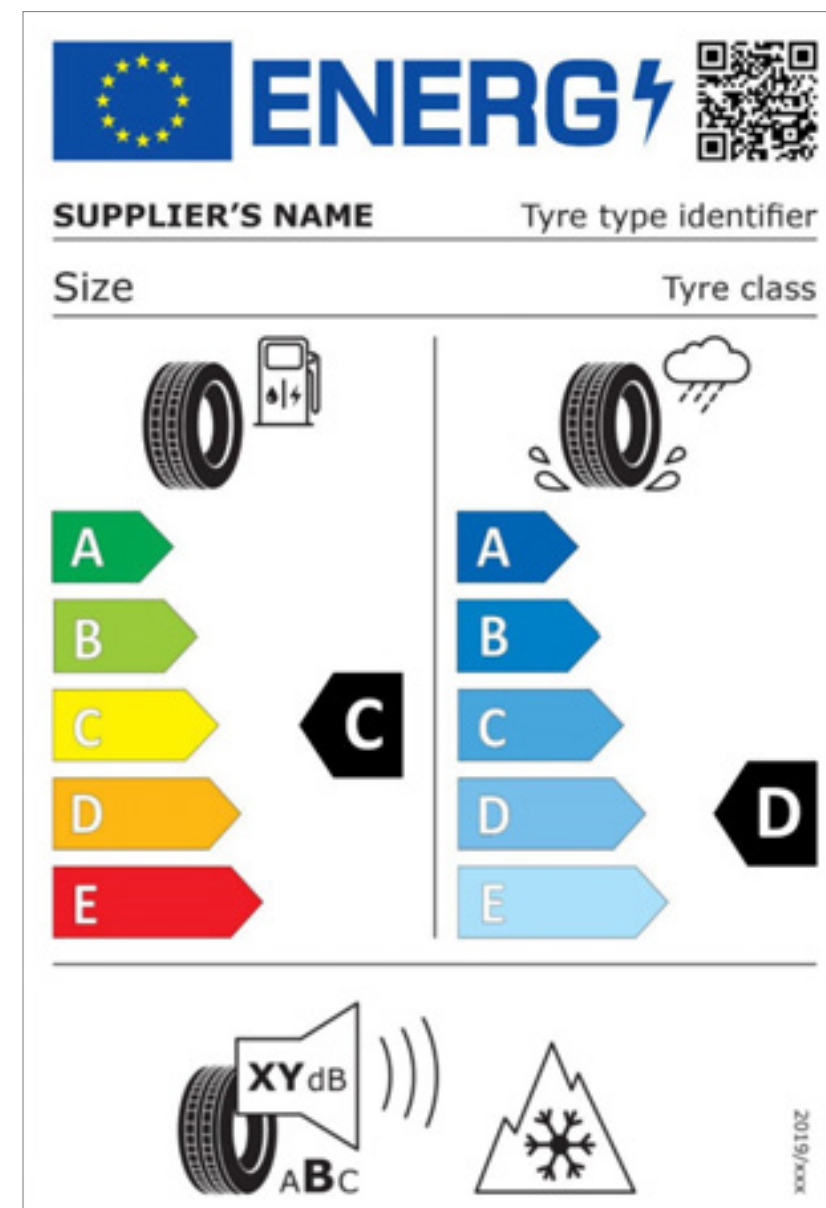 ENERG
SUPPLIER'S NAME
Tyre type identifier
Size
Tyre class
A
B
C
D
E
C
A
B
C
D
E
D
XYdB
ABC
2019/xxx